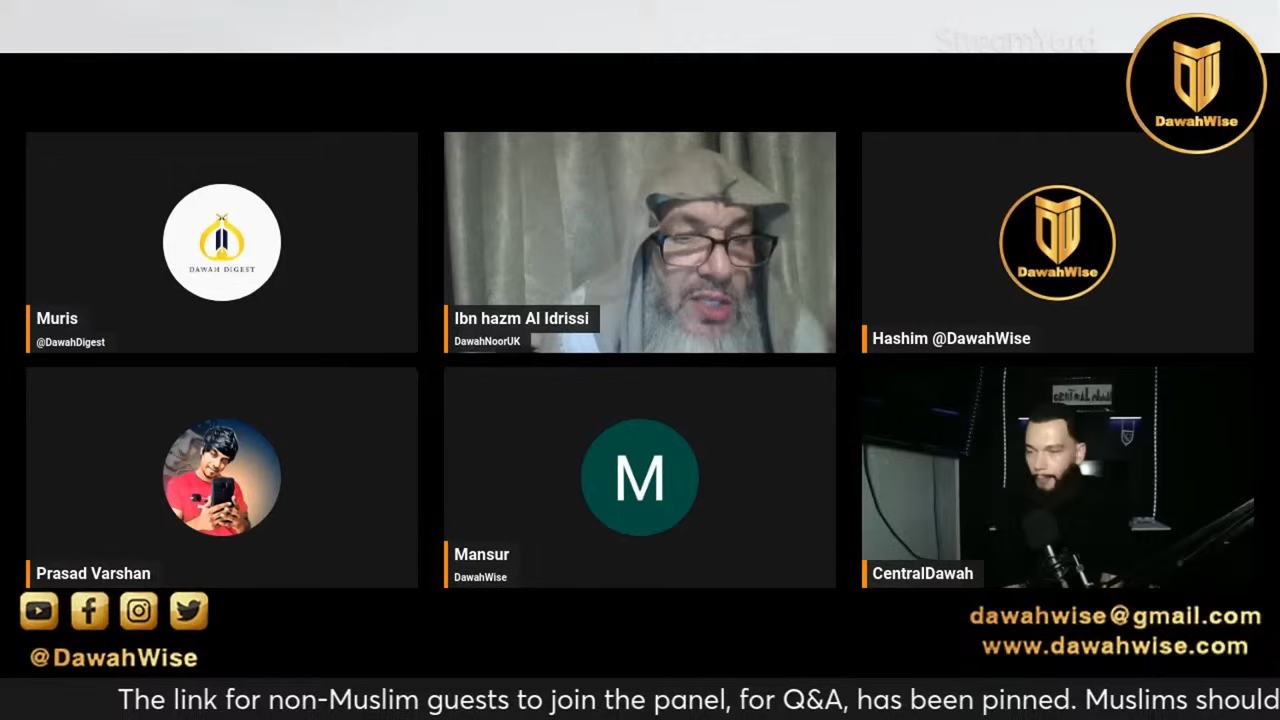 StreamYard
DawahWise
DAWAH DIGEST
Muris
@DawahDigest
Ibn hazm Al Idrissi
DawahNoorUK
DawahWise
Hashim @DawahWise
Prasad Varshan
M
Mansur
DawahWise
CentralDawah
@DawahWise
dawahwise@gmail.com
www.dawahwise.com
The link for non-Muslim guests to join the panel, for Q&A, has been pinned. Muslims should